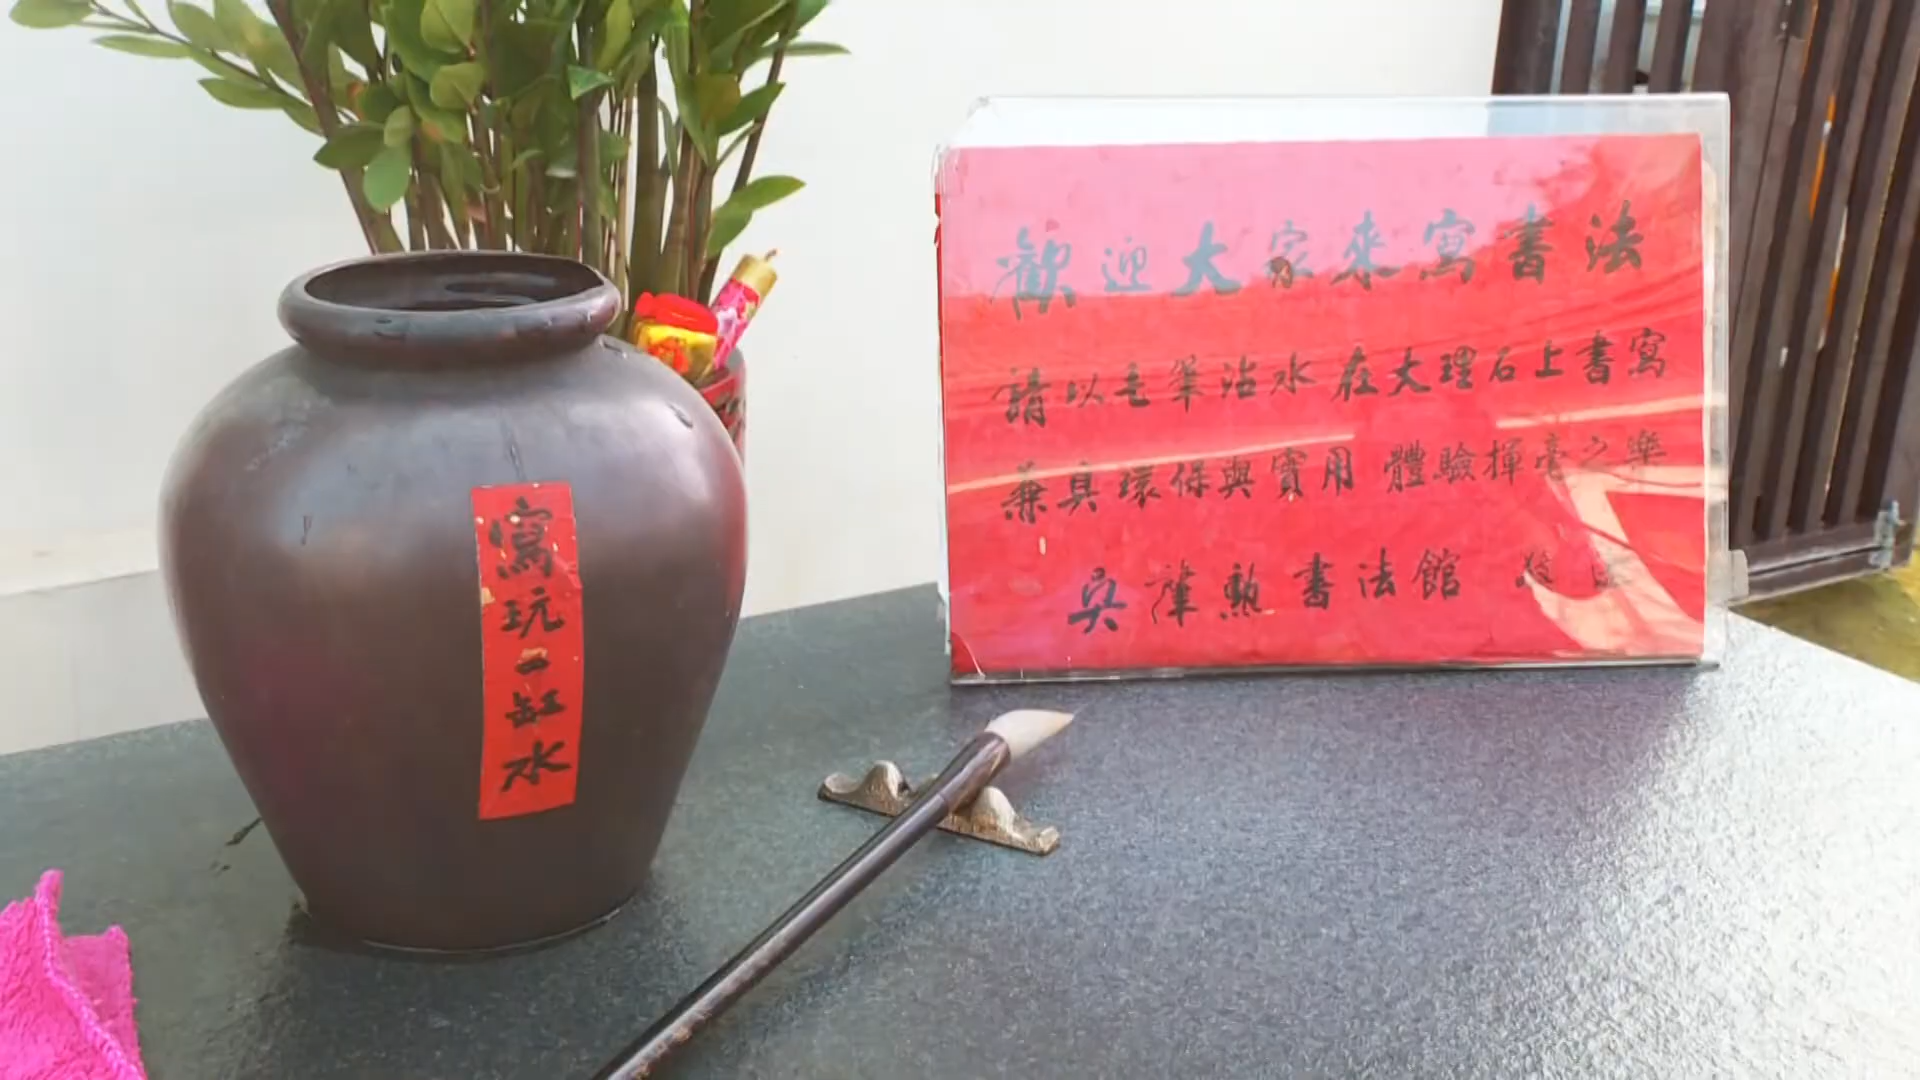 寫玩一缸水
歡迎大家來寫書法
請以毛筆沾水 在大理石上書寫
兼具環保與實用 體驗揮毫之樂
吳肇勳書法館